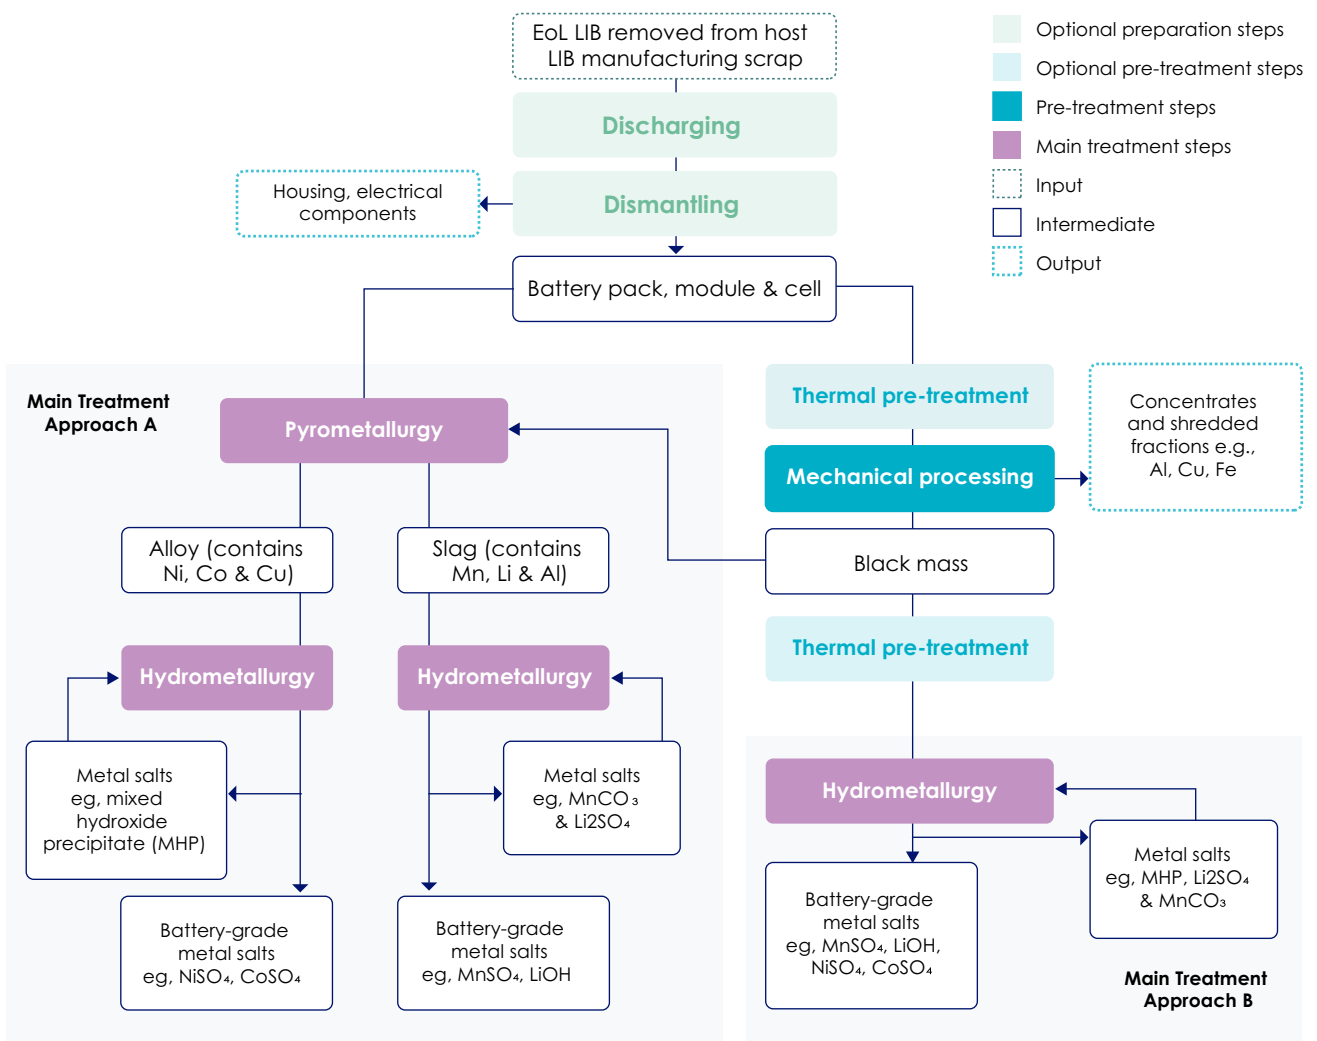 EoL LIB removed from host
LIB manufacturing scrap
Optional preparation steps
Optional pre-treatment steps
Pre-treatment steps
Main treatment steps
Input
Intermediate
Output
Discharging
Housing, electrical
components
Dismantling
Battery pack, module & cell
Main Treatment
Approach A
Pyrometallurgy
Thermal pre-treatment
Mechanical processing
Concentrates
and shredded
fractions e.g.,
Al, Cu, Fe
Alloy (contains
Ni, Co & Cu)
Slag (contains
Mn, Li & Al)
Black mass
Thermal pre-treatment
Hydrometallurgy
Hydrometallurgy
Metal salts
eg, mixed
hydroxide
precipitate (MHP)
Metal salts
eg, MnCO₃
& Li2SO₄
Battery-grade
metal salts
eg, NiSO₄, CoSO₄
Battery-grade
metal salts
eg, MnSO₄, LiOH
Hydrometallurgy
Metal salts
eg, MHP, Li2SO₄
& MnCO₃
Battery-grade
metal salts
eg, MnSO₄, LiOH,
NiSO₄, CoSO₄
Main Treatment
Approach B